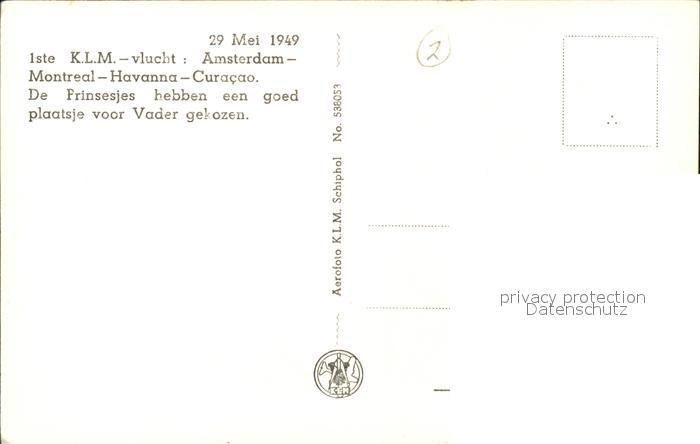 29 Mei 1949
1ste K.L.M.-vlucht : Amsterdam-
Montreal-Havanna-Curaçao.
De Prinsesjes hebben een goed
plaatsje voor Vader gekozen.
Aerofoto K.L.M. Schiphol No. 538053
2
KEN
privacy protection
Datenschutz